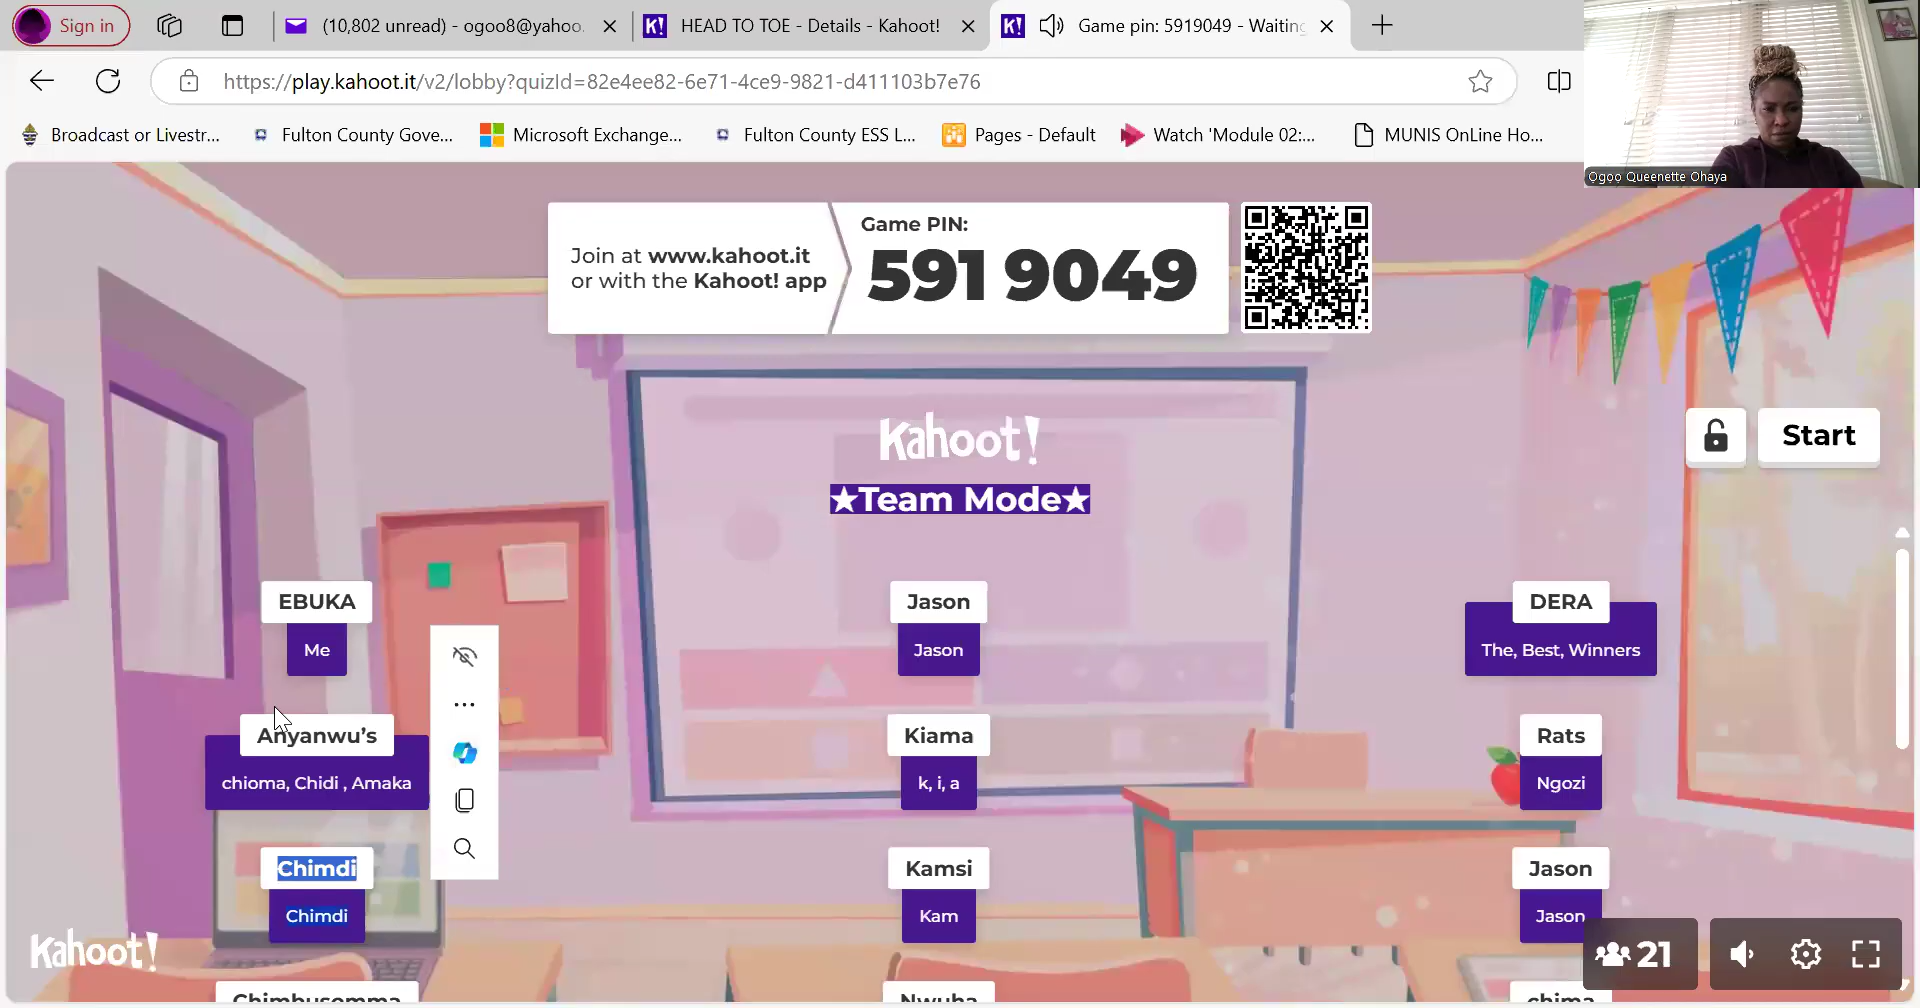 Sign in
(10,802 unread) - ogoo8@yahoo.
HEAD TO TOE - Details - Kahoot!
Game pin: 5919049 - Waiting
https://play.kahoot.it/v2/lobby?quizId=82e4ee82-6e71-4ce9-9821-d411103b7e76
Broadcast or Livestr...
Fulton County Gove...
Microsoft Exchange...
Fulton County ESS L...
Pages - Default
Watch 'Module 02:...
MUNIS OnLine Ho...
Ogoo Queenette Ohaya
Join at www.kahoot.it
or with the Kahoot! app
Game PIN:
591 9049
Kahoot!
★Team Mode★
Start
EBUKA
Me
Jason
Jason
DERA
The, Best, Winners
Anyanwu’s
chioma, Chidi , Amaka
Kiama
k, i, a
Rats
Ngozi
Chimdi
Chimdi
Kamsi
Kam
Jason
Jason
Kahoot!
21
Chimbusomma
Nwuba
chima